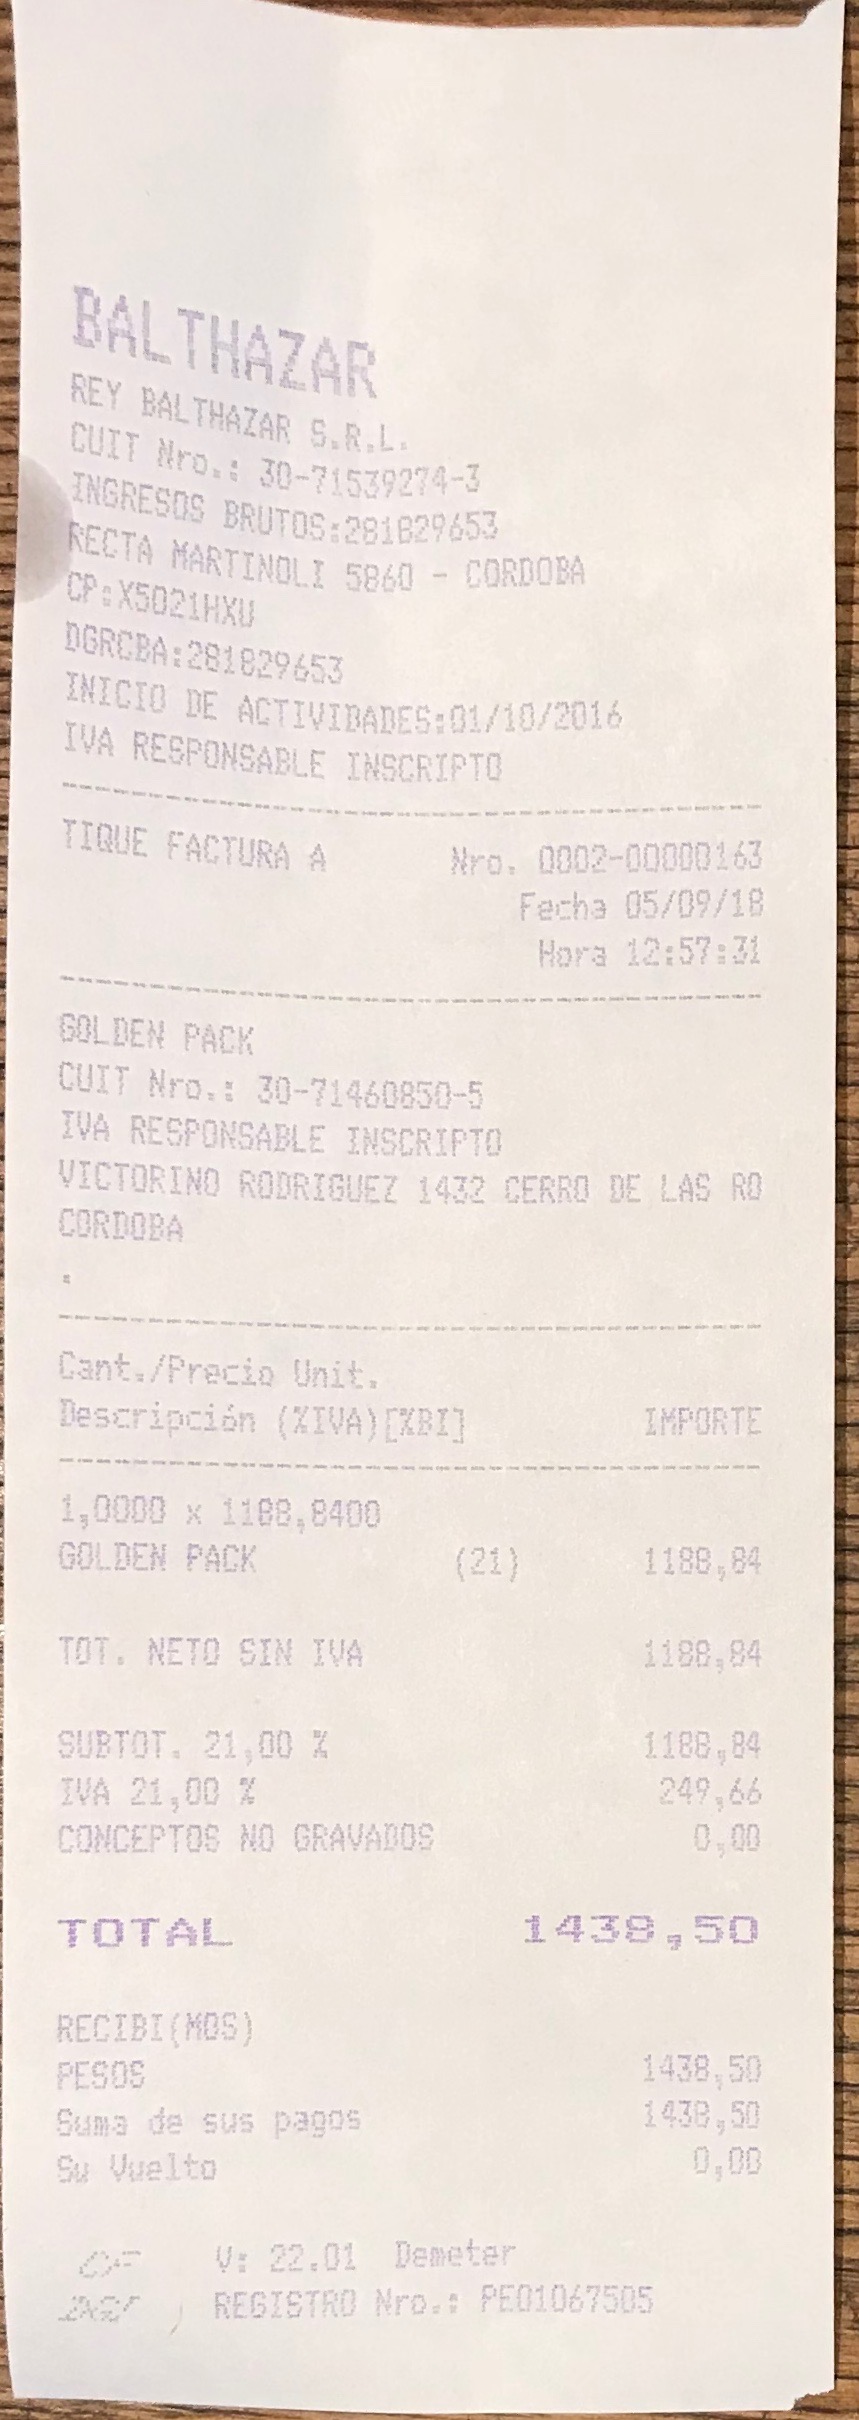 BALTHAZAR
REY BALTHAZAR S.R.L.
CUIT Nro.: 30-71539274-3
INGRESOS BRUTOS:281829653
RECTA MARTINOLI 5860 - CORDOBA
CP:X5021HXU
DGRCBA:281829653
INICIO DE ACTIVIDADES:01/10/2016
IVA RESPONSABLE INSCRIPTO
TIQUE FACTURA A Nro. 0002-00000163
Fecha 05/09/18
Hora 12:57:31
GOLDEN PACK
CUIT Nro.: 30-71460850-5
IVA RESPONSABLE INSCRIPTO
VICTORINO RODRIGUEZ 1432 CERRO DE LAS RO
CORDOBA
.
Cant./Precio Unit.
Descripción (%IVA)[%BI] IMPORTE
1,0000 x 1188,8400
GOLDEN PACK (21) 1188,84
TOT. NETO SIN IVA 1188,84
SUBTOT. 21,00 % 1188,84
IVA 21,00 % 249,66
CONCEPTOS NO GRAVADOS 0,00
TOTAL 1438,50
RECIBI(MOS)
PESOS 1438,50
Suma de sus pagos 1438,50
Su Vuelto 0,00
CF V: 22.01 Demeter
REGISTRO Nro.: PEO1067505